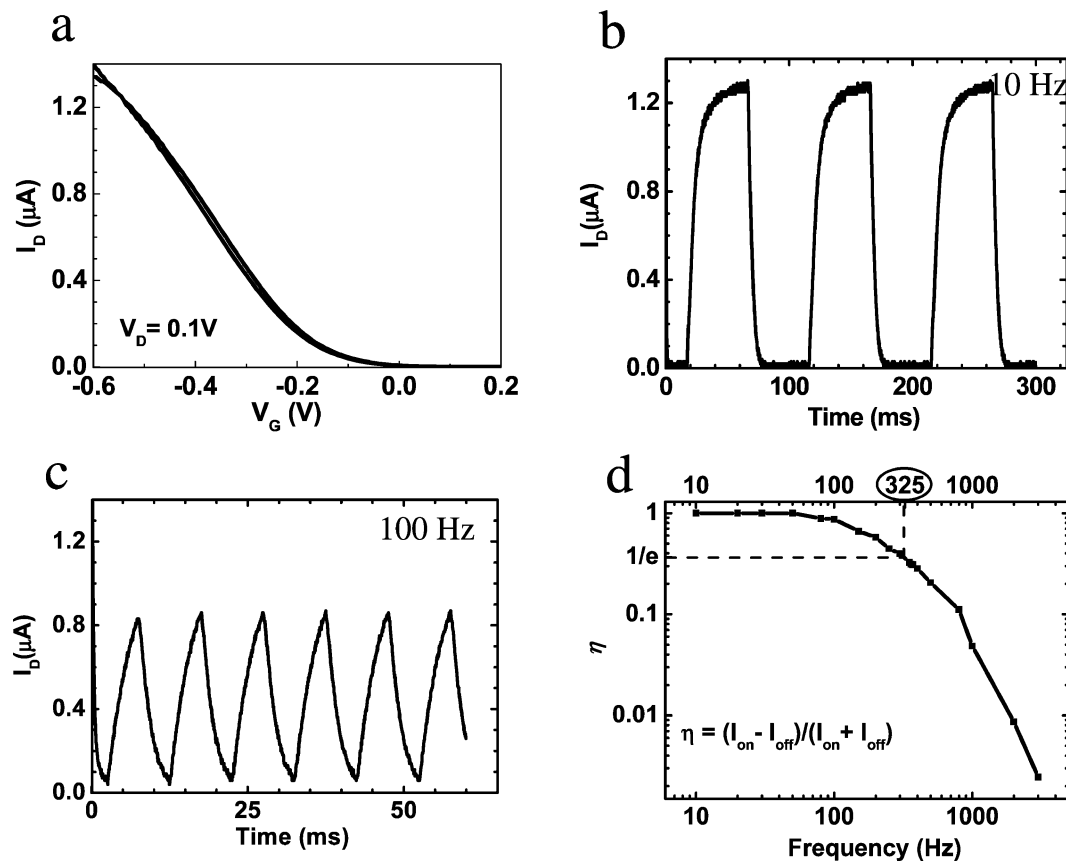 a
1.2
0.8
0.4
0.0
I_D (μA)
V_D= 0.1V
-0.6 -0.4 -0.2 0.0 0.2
V_G (V)
b
10 Hz
1.2
0.8
0.4
0.0
I_D(μA)
0 100 200 300
Time (ms)
c
100 Hz
1.2
0.8
0.4
0.0
I_D(μA)
0 25 50
Time (ms)
d
10 100 325 1000
1
1/e
0.1
0.01
η
η = (I_on- I_off)/(I_on+ I_off)
10 100 1000
Frequency (Hz)